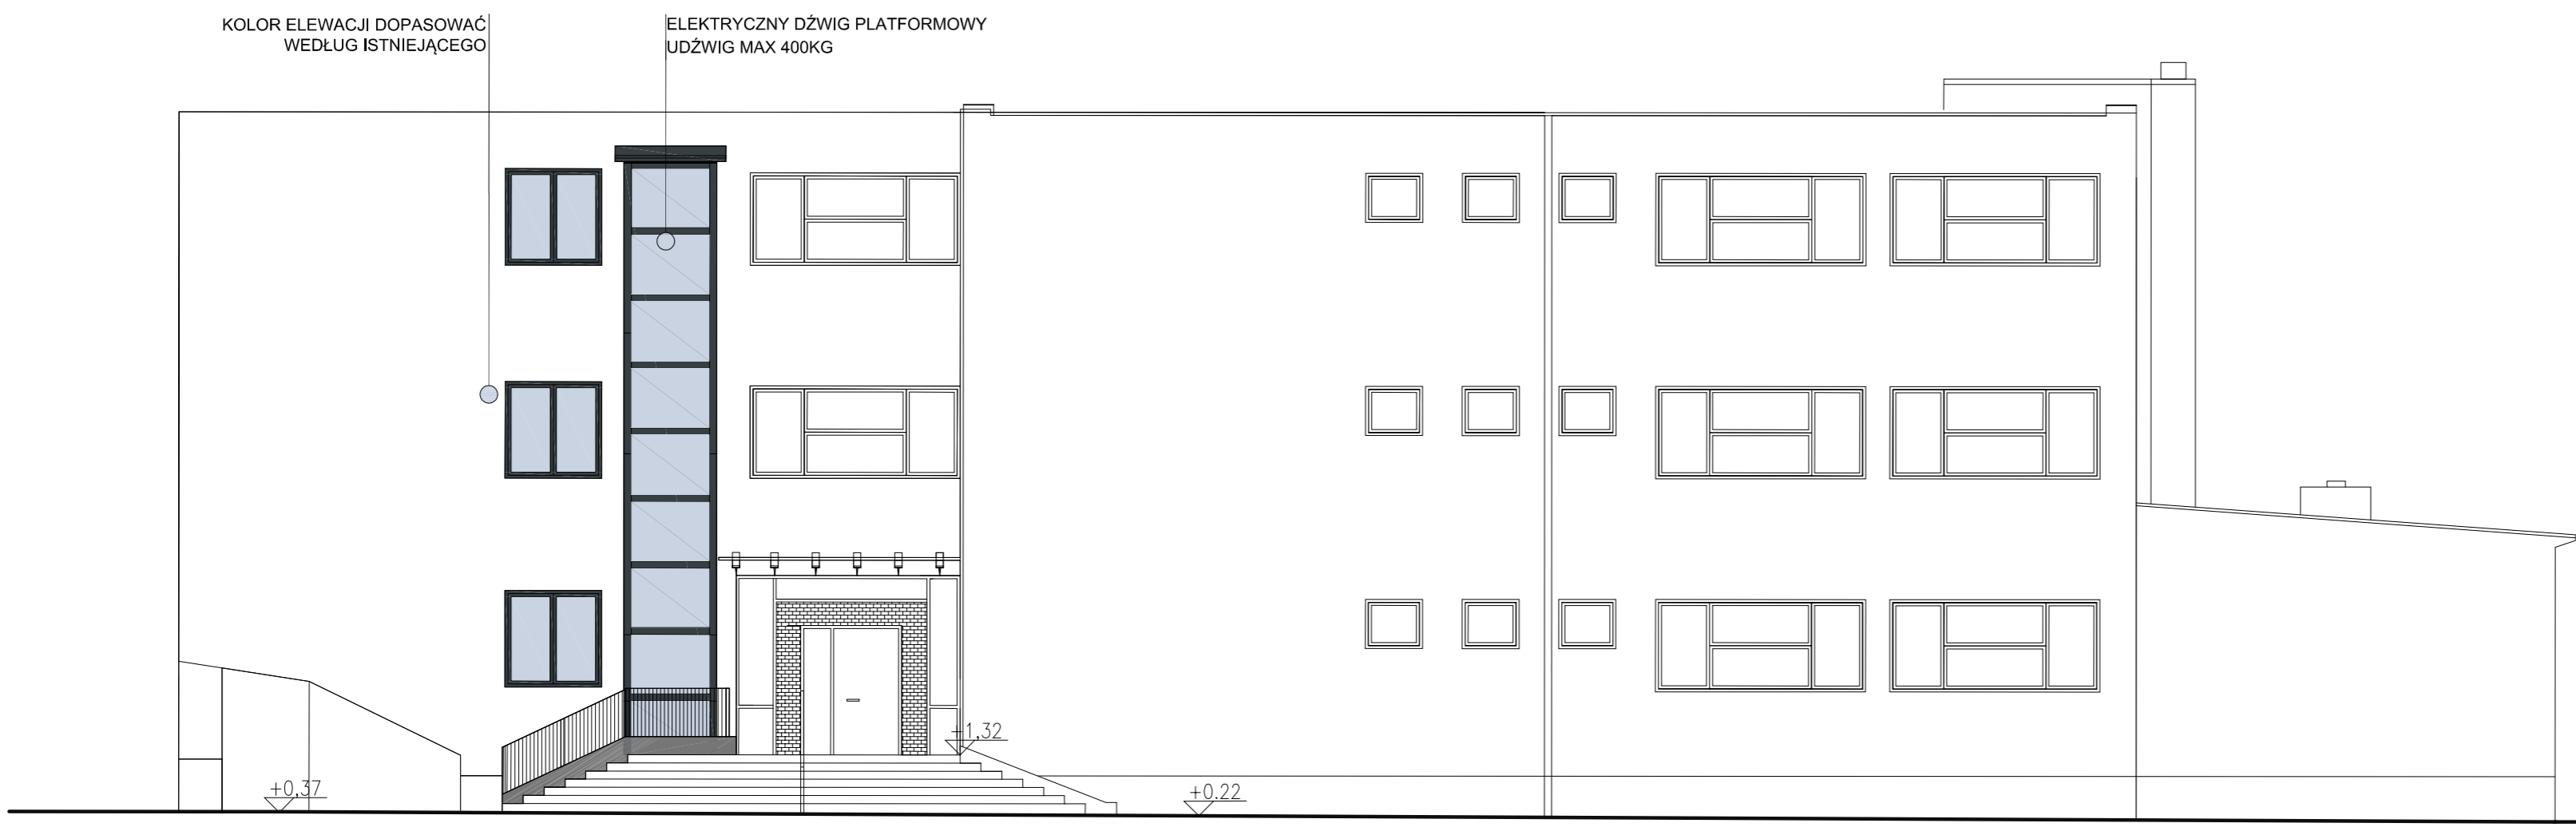 KOLOR ELEWACJI DOPASOWAĆ
WEDŁUG ISTNIEJĄCEGO
ELEKTRYCZNY DŹWIG PLATFORMOWY
UDŹWIG MAX 400KG
+1,32
+0,37
+0.22